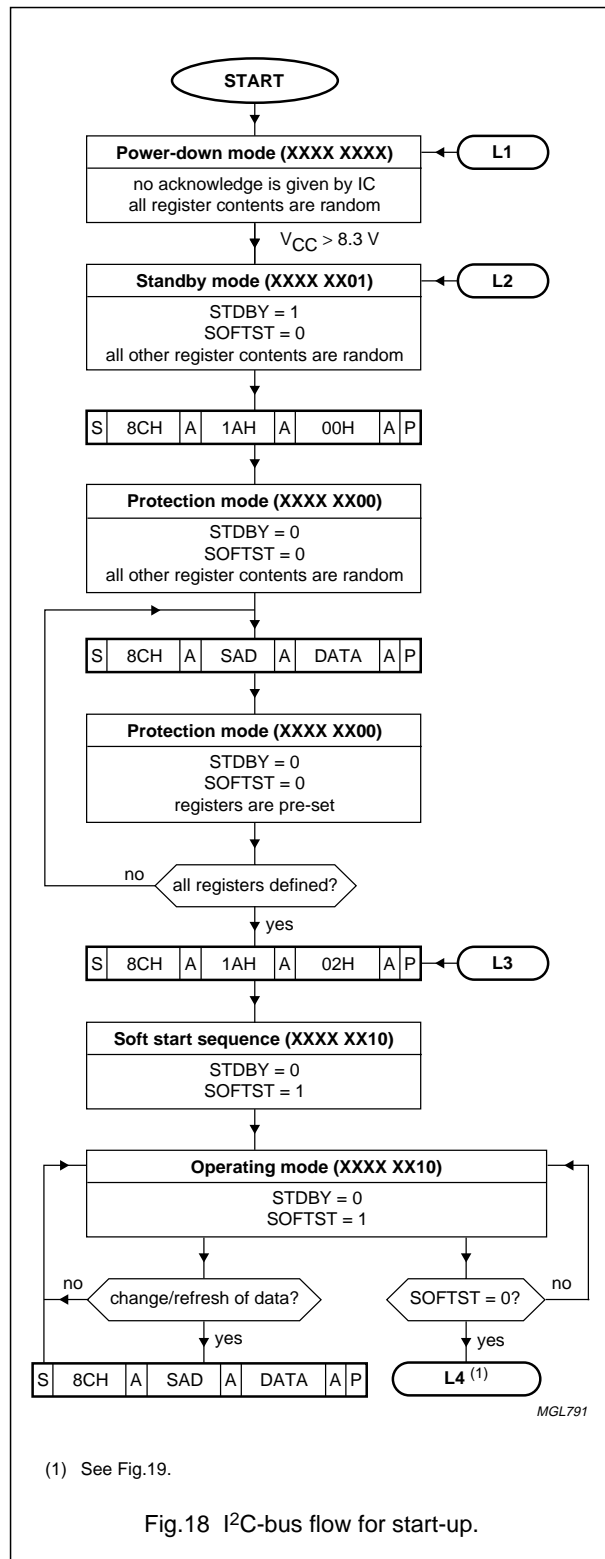 START
Power-down mode (XXXX XXXX)
L1
no acknowledge is given by IC
all register contents are random
VCC > 8.3 V
Standby mode (XXXX XX01)
L2
STDBY = 1
SOFTST = 0
all other register contents are random
S 8CH A 1AH A 00H A P
Protection mode (XXXX XX00)
STDBY = 0
SOFTST = 0
all other register contents are random
S 8CH A SAD A DATA A P
Protection mode (XXXX XX00)
STDBY = 0
SOFTST = 0
registers are pre-set
no
all registers defined?
yes
S 8CH A 1AH A 02H A P
L3
Soft start sequence (XXXX XX10)
STDBY = 0
SOFTST = 1
Operating mode (XXXX XX10)
STDBY = 0
SOFTST = 1
no
change/refresh of data?
SOFTST = 0?
no
yes
yes
S 8CH A SAD A DATA A P
L4 (1)
MGL791
(1) See Fig.19.
Fig.18 I²C-bus flow for start-up.